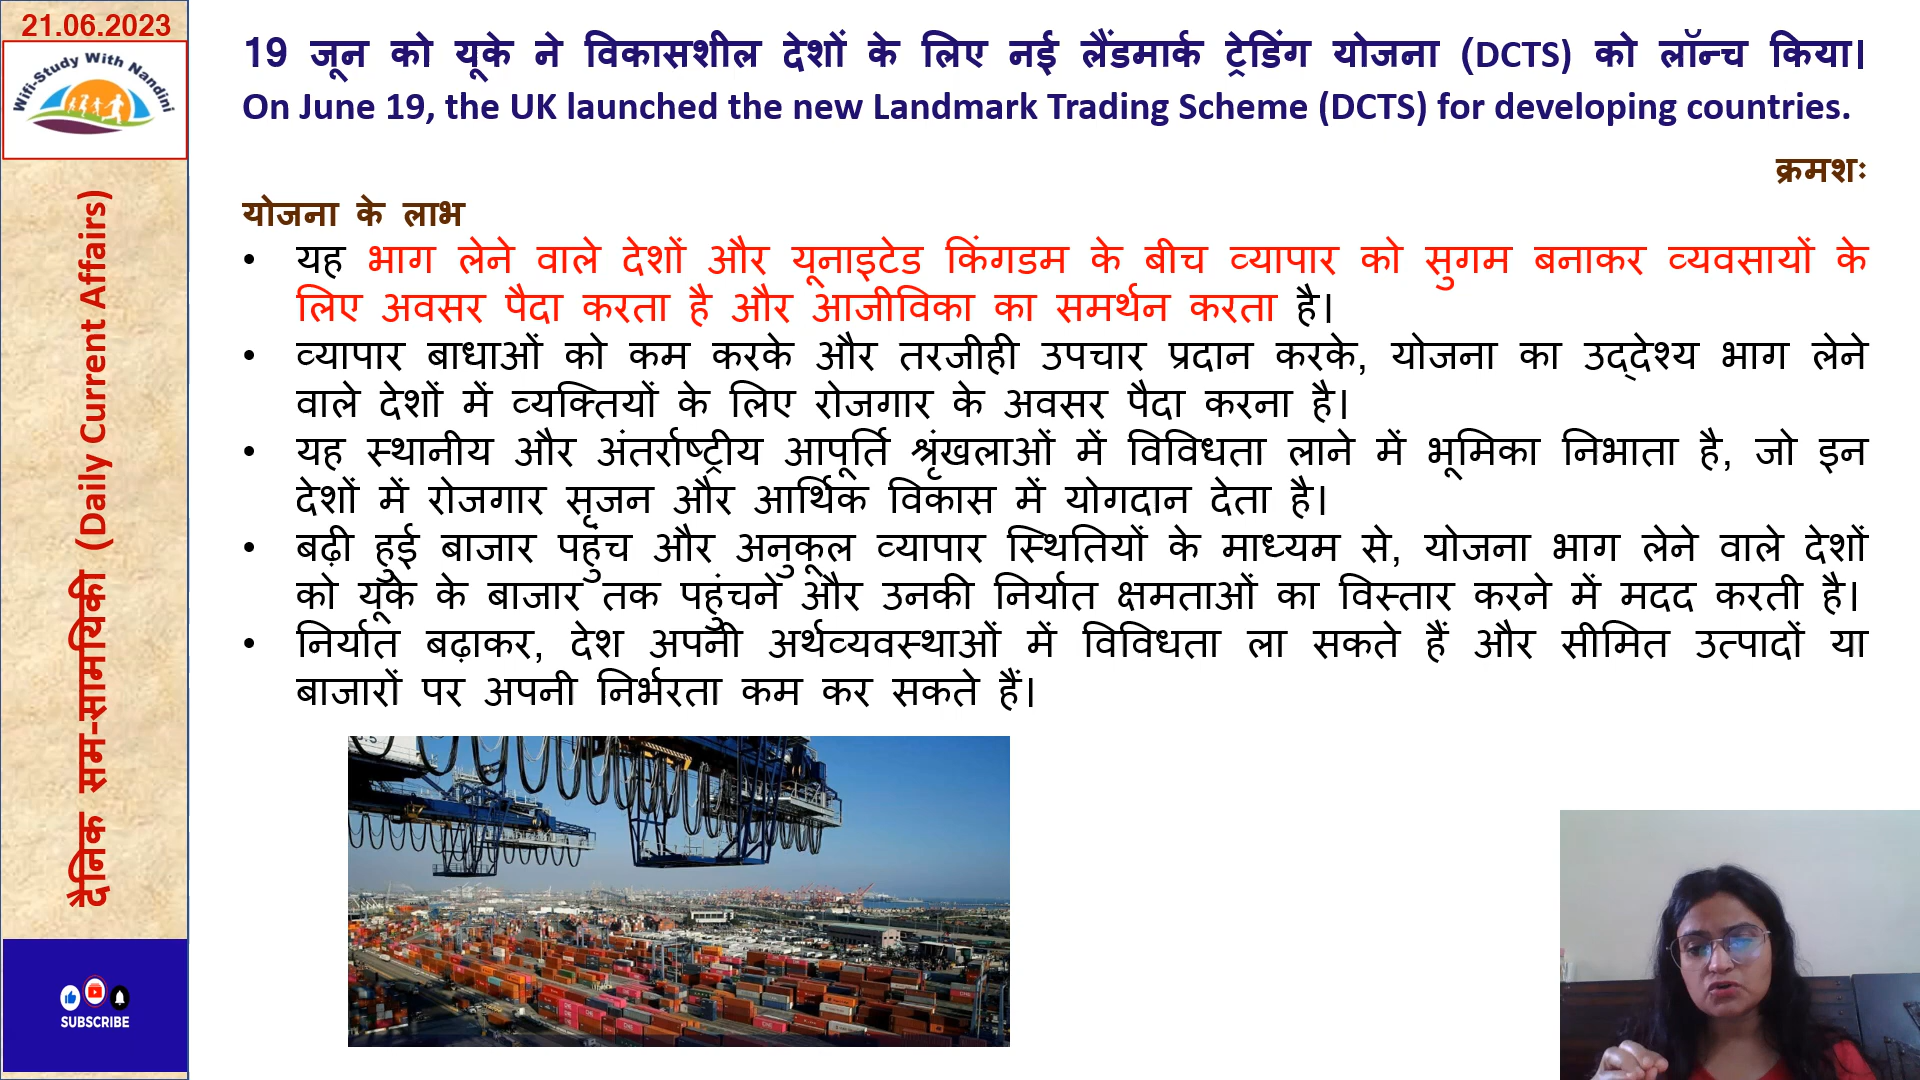 21.06.2023
Wifi-Study With Nandini
दैनिक सम-सामयिकी (Daily Current Affairs)
SUBSCRIBE
19 जून को यूके ने विकासशील देशों के लिए नई लैंडमार्क ट्रेडिंग योजना (DCTS) को लॉन्च किया।
On June 19, the UK launched the new Landmark Trading Scheme (DCTS) for developing countries.
क्रमशः
योजना के लाभ
• यह भाग लेने वाले देशों और यूनाइटेड किंगडम के बीच व्यापार को सुगम बनाकर व्यवसायों के
लिए अवसर पैदा करता है और आजीविका का समर्थन करता है।
• व्यापार बाधाओं को कम करके और तरजीही उपचार प्रदान करके, योजना का उद्देश्य भाग लेने
वाले देशों में व्यक्तियों के लिए रोजगार के अवसर पैदा करना है।
• यह स्थानीय और अंतर्राष्ट्रीय आपूर्ति श्रृंखलाओं में विविधता लाने में भूमिका निभाता है, जो इन
देशों में रोजगार सृजन और आर्थिक विकास में योगदान देता है।
• बढ़ी हुई बाजार पहुंच और अनुकूल व्यापार स्थितियों के माध्यम से, योजना भाग लेने वाले देशों
को यूके के बाजार तक पहुंचने और उनकी निर्यात क्षमताओं का विस्तार करने में मदद करती है।
• निर्यात बढ़ाकर, देश अपनी अर्थव्यवस्थाओं में विविधता ला सकते हैं और सीमित उत्पादों या
बाजारों पर अपनी निर्भरता कम कर सकते हैं।